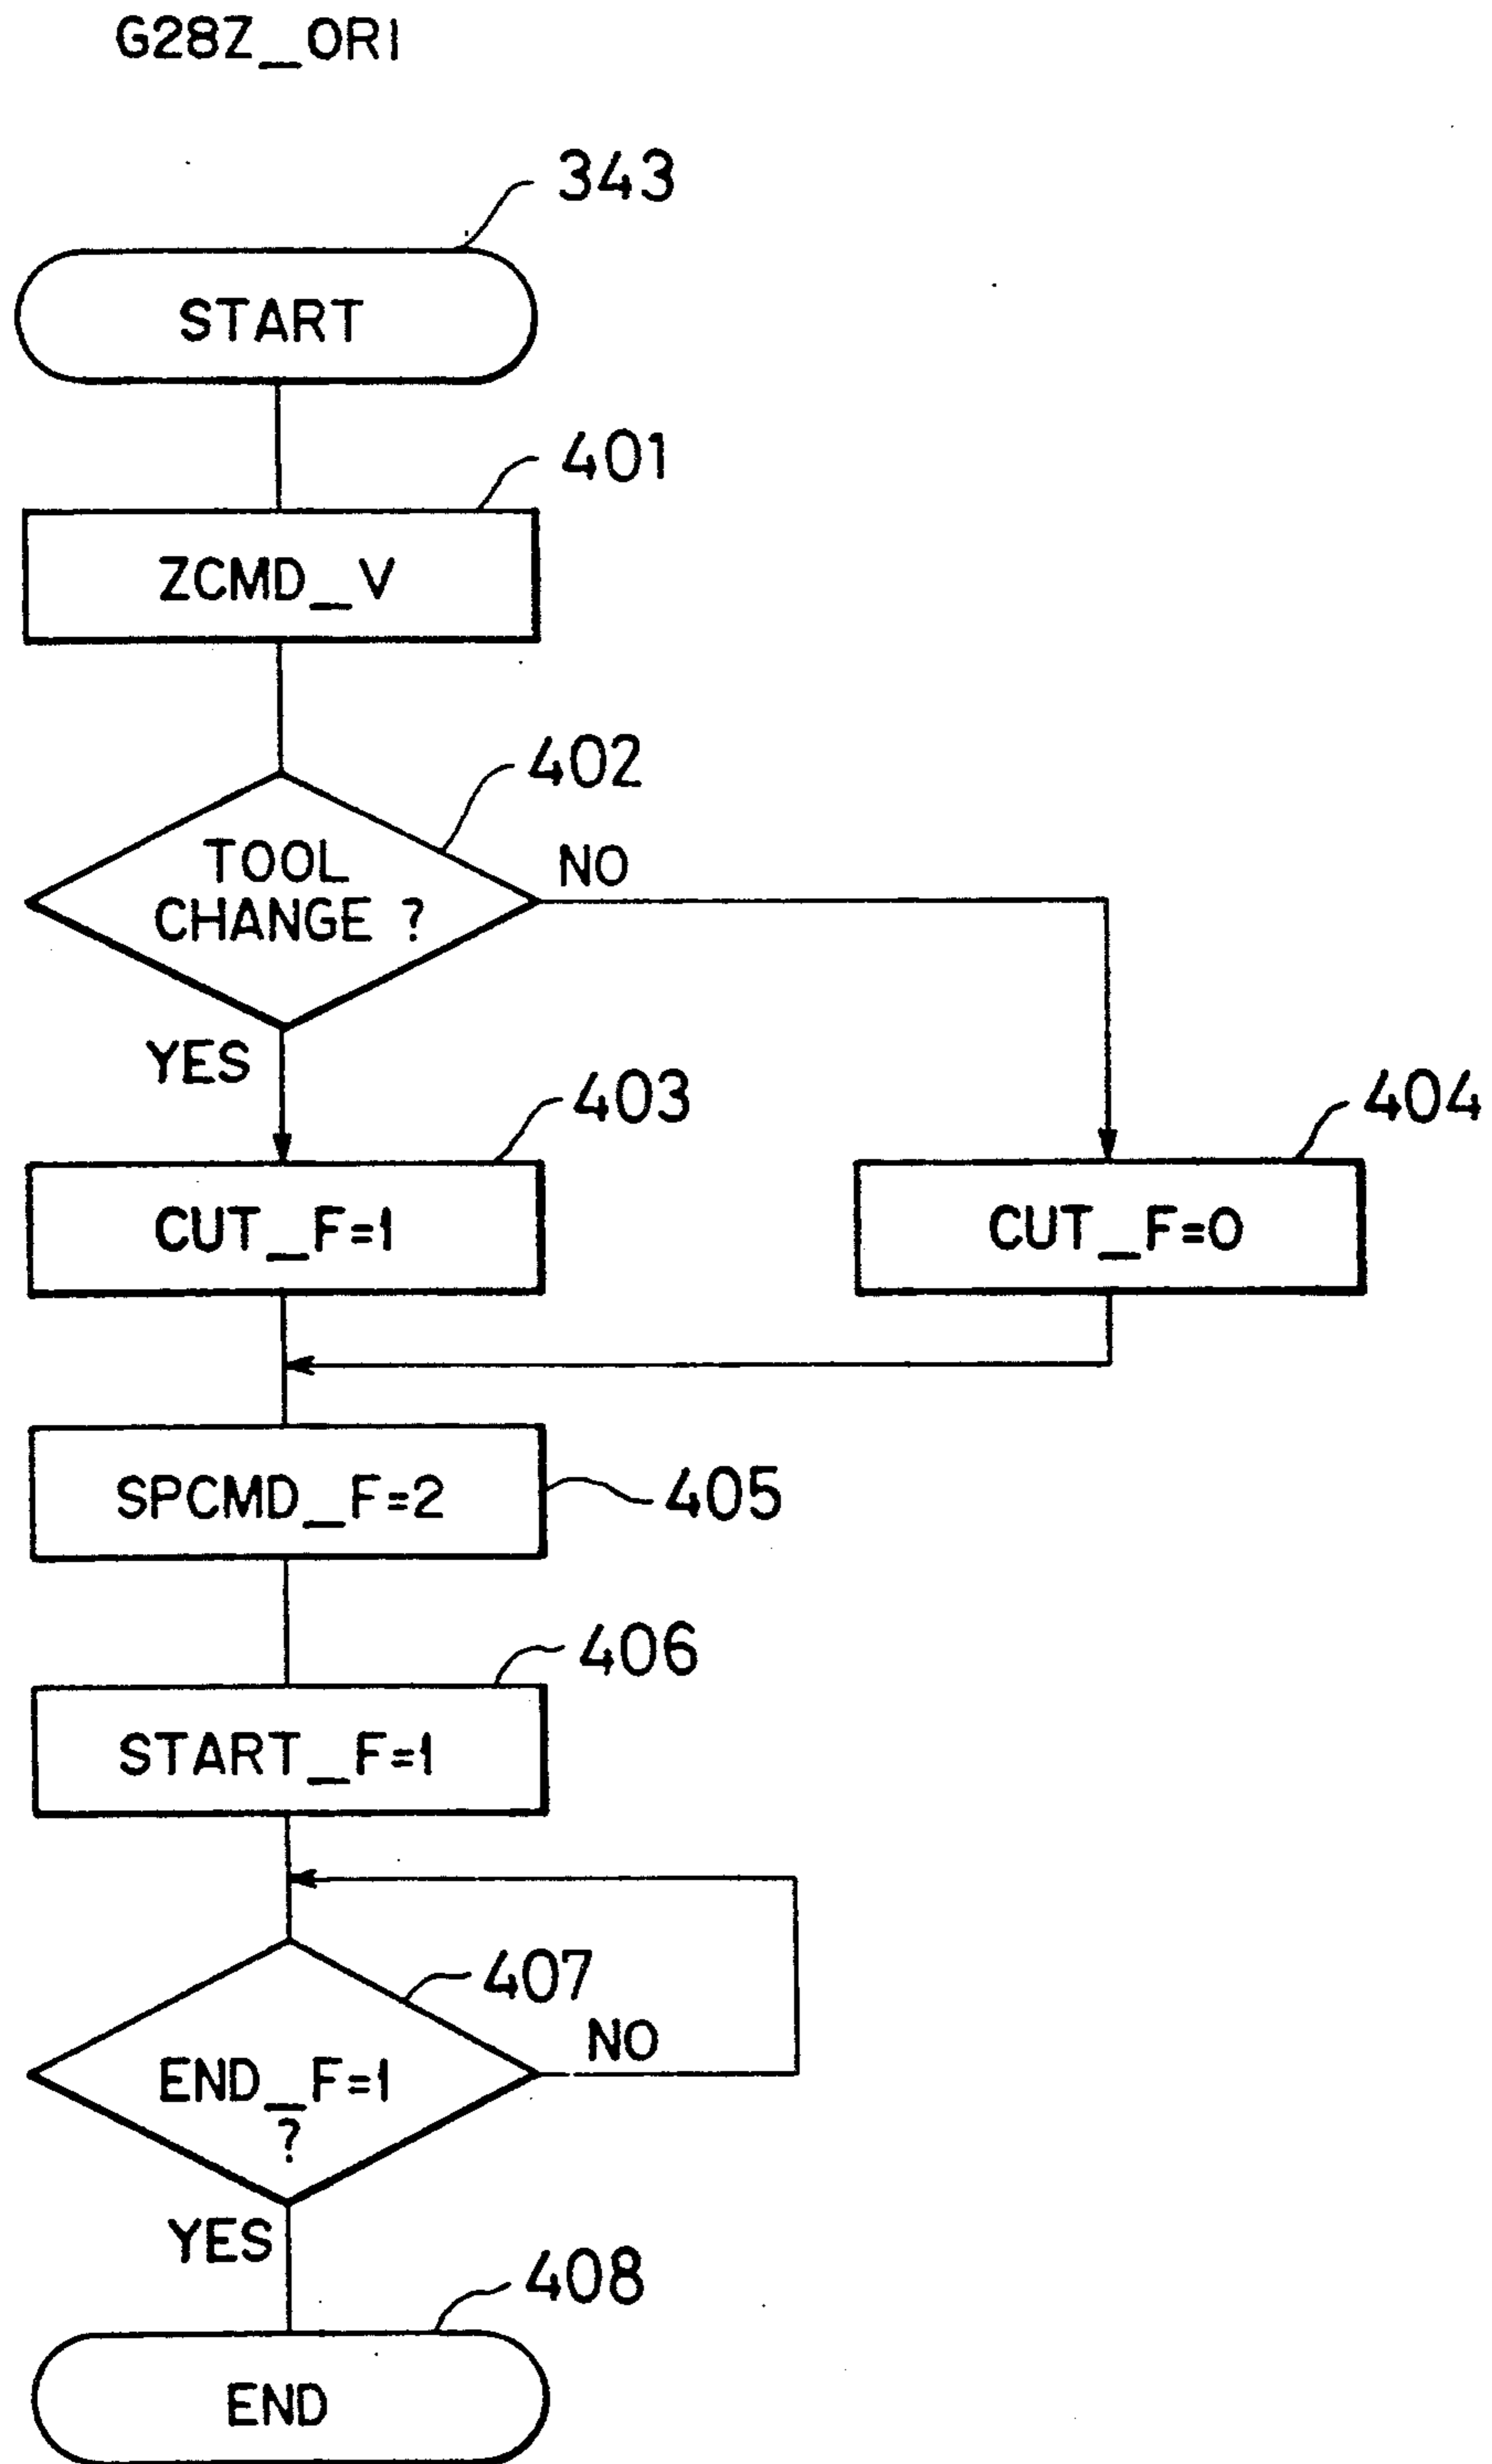 G28Z_ORI
343
START
401
ZCMD_V
402
TOOL
CHANGE ?
NO
YES
403
404
CUT_F=1
CUT_F=0
SPCMD_F=2
405
406
START_F=1
407
NO
END_F=1
?
YES
408
END